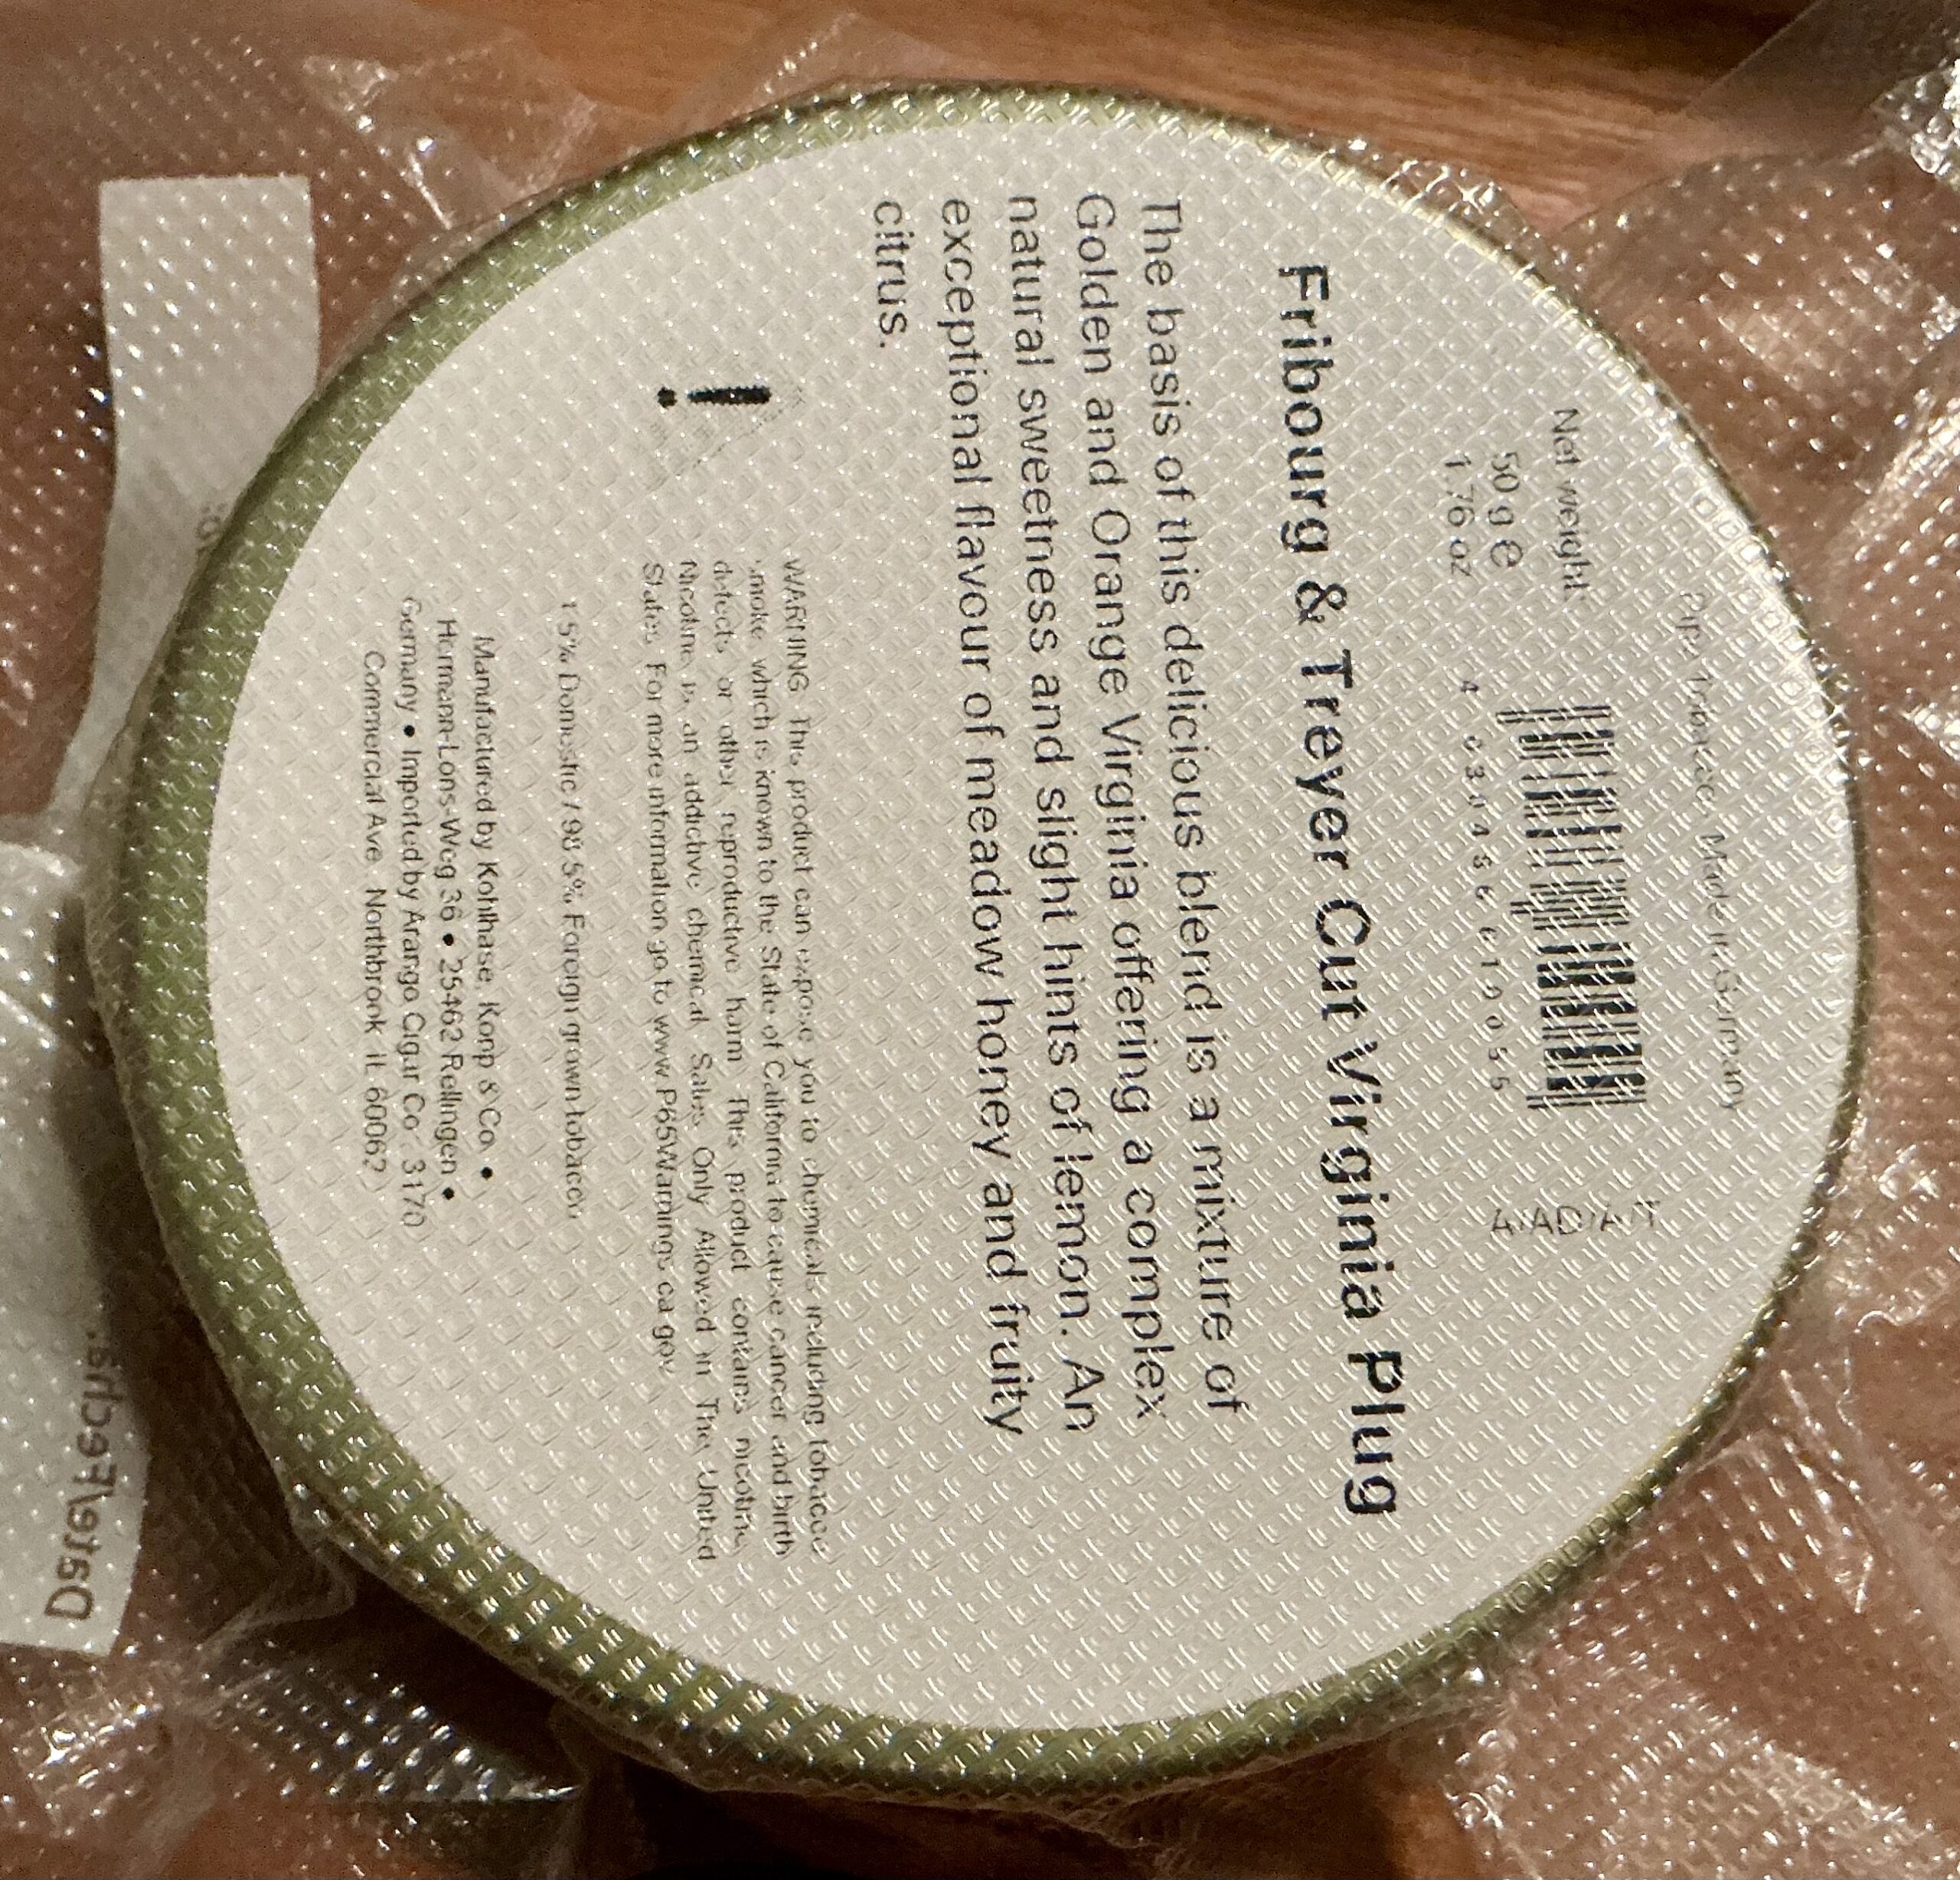 Pipe Tobacco, Made in Germany
Net weight
50 g e
1.76 oz
A/AD/A/T
Fribourg & Treyer Cut Virginia Plug
The basis of this delicious blend is a mixture of
Golden and Orange Virginia offering a complex
natural sweetness and slight hints of lemon. An
exceptional flavour of meadow honey and fruity
citrus.
!
WARNING This product can expose you to chemicals including tobacco
smoke, which is known to the State of California to cause cancer and birth
defects or other reproductive harm This product contains nicotine
Nicotine is an addictive chemical Sales Only Allowed in The United
States For more information go to www.P65Warnings.ca.gov
1.5% Domestic / 98.5% Foreign grown tobacco
Manufactured by Kohlhase, Kopp & Co. •
Hermann-Löns-Weg 36 • 25462 Rellingen •
Germany • Imported by Arango Cigar Co. 3170
Commercial Ave. Northbrook IL 60062
Date/Fecha: